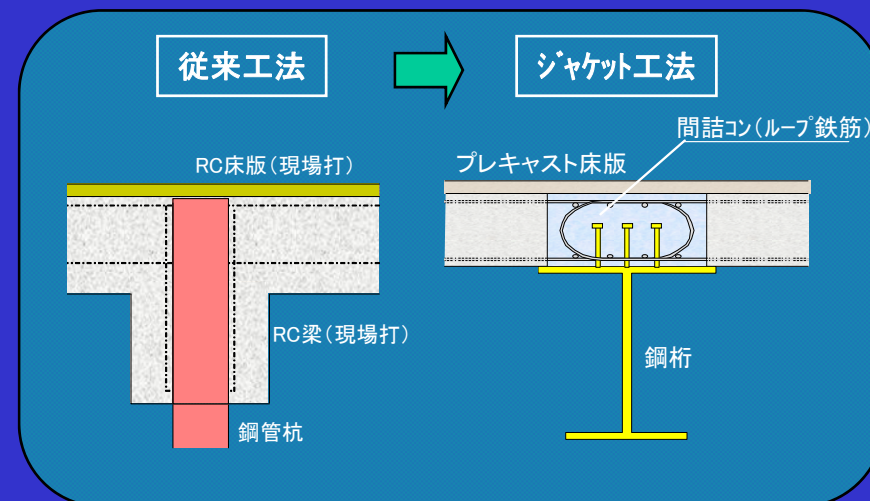 従来工法
ジャケット工法
RC床版(現場打)
RC梁(現場打)
鋼管杭
間詰コン(ループ鉄筋)
プレキャスト床版
鋼桁